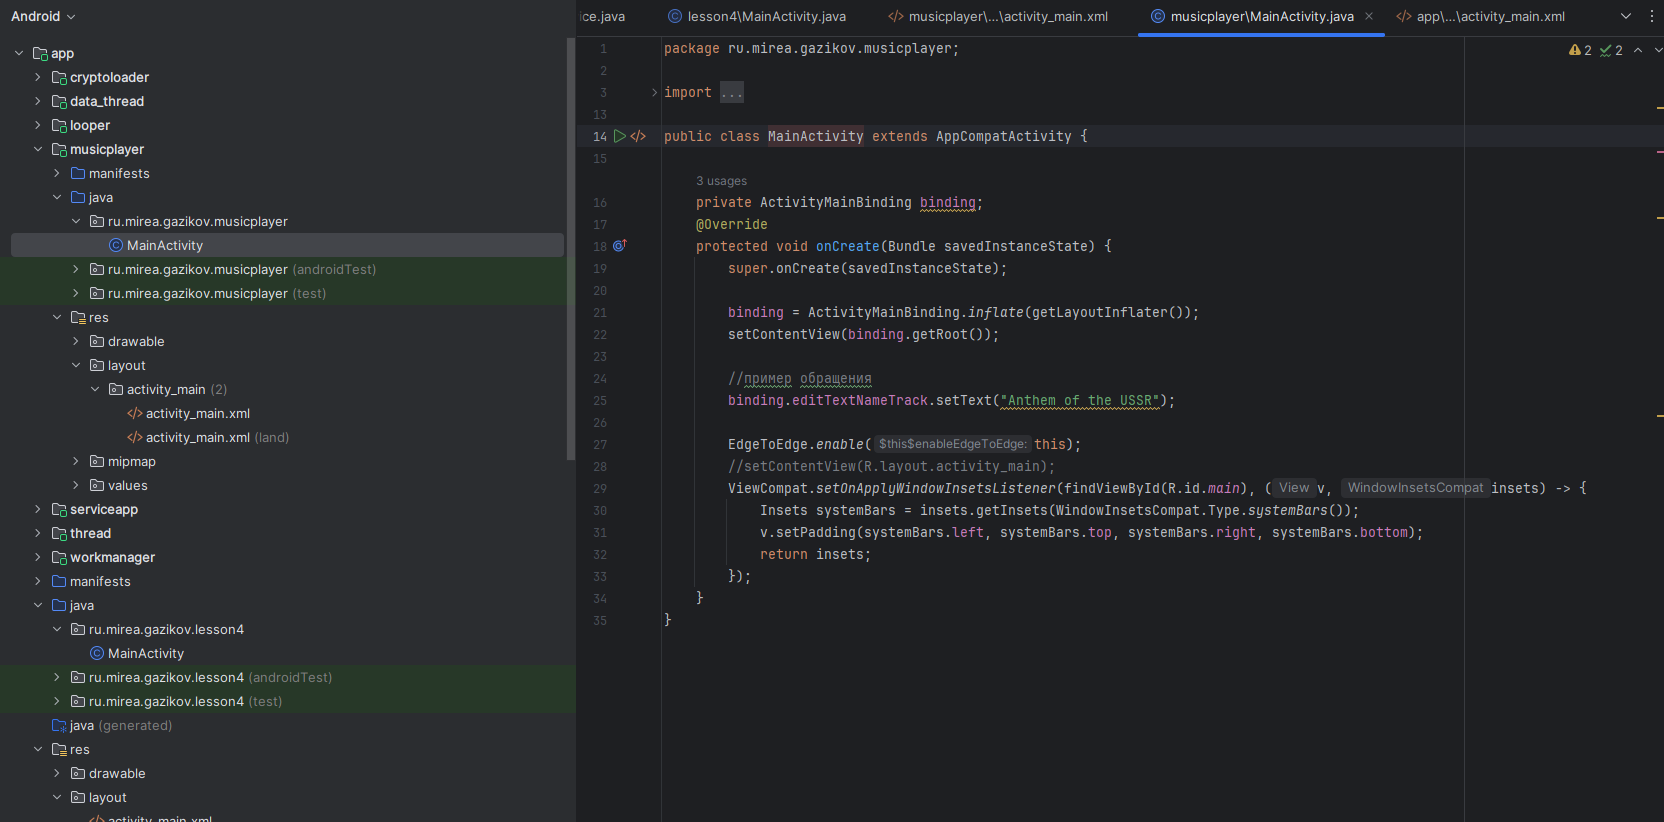 Android
app
cryptoloader
data_thread
looper
musicplayer
manifests
java
ru.mirea.gazikov.musicplayer
MainActivity
ru.mirea.gazikov.musicplayer (androidTest)
ru.mirea.gazikov.musicplayer (test)
res
drawable
layout
activity_main (2)
activity_main.xml
activity_main.xml (land)
mipmap
values
serviceapp
thread
workmanager
manifests
java
ru.mirea.gazikov.lesson4
MainActivity
ru.mirea.gazikov.lesson4 (androidTest)
ru.mirea.gazikov.lesson4 (test)
java (generated)
res
drawable
layout
activity_main.xml
ice.java lesson4\MainActivity.java musicplayer\...\activity_main.xml musicplayer\MainActivity.java app\...\activity_main.xml
2 2
1 package ru.mirea.gazikov.musicplayer;
2
3 import ...
13
14 public class MainActivity extends AppCompatActivity {
15
3 usages
16 private ActivityMainBinding binding;
17 @Override
18 protected void onCreate(Bundle savedInstanceState) {
19 super.onCreate(savedInstanceState);
20
21 binding = ActivityMainBinding.inflate(getLayoutInflater());
22 setContentView(binding.getRoot());
23
24 //пример обращения
25 binding.editTextNameTrack.setText("Anthem of the USSR");
26
27 EdgeToEdge.enable( $this$enableEdgeToEdge: this);
28 //setContentView(R.layout.activity_main);
29 ViewCompat.setOnApplyWindowInsetsListener(findViewById(R.id.main), ( View v, WindowInsetsCompat insets) -> {
30 Insets systemBars = insets.getInsets(WindowInsetsCompat.Type.systemBars());
31 v.setPadding(systemBars.left, systemBars.top, systemBars.right, systemBars.bottom);
32 return insets;
33 });
34 }
35 }